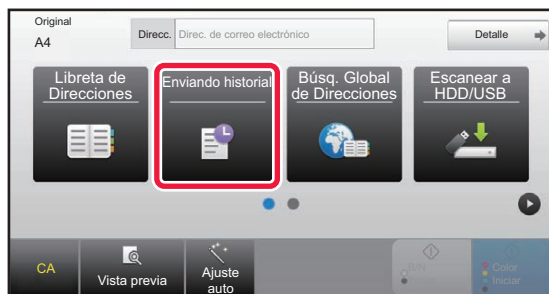 Original
A4
Direcc.
Direc. de correo electrónico
Detalle
Libreta de
Direcciones
Enviando historial
Búsq. Global
de Direcciones
Escanear a
HDD/USB
CA
Vista previa
Ajuste
auto
B/N
Color
Iniciar